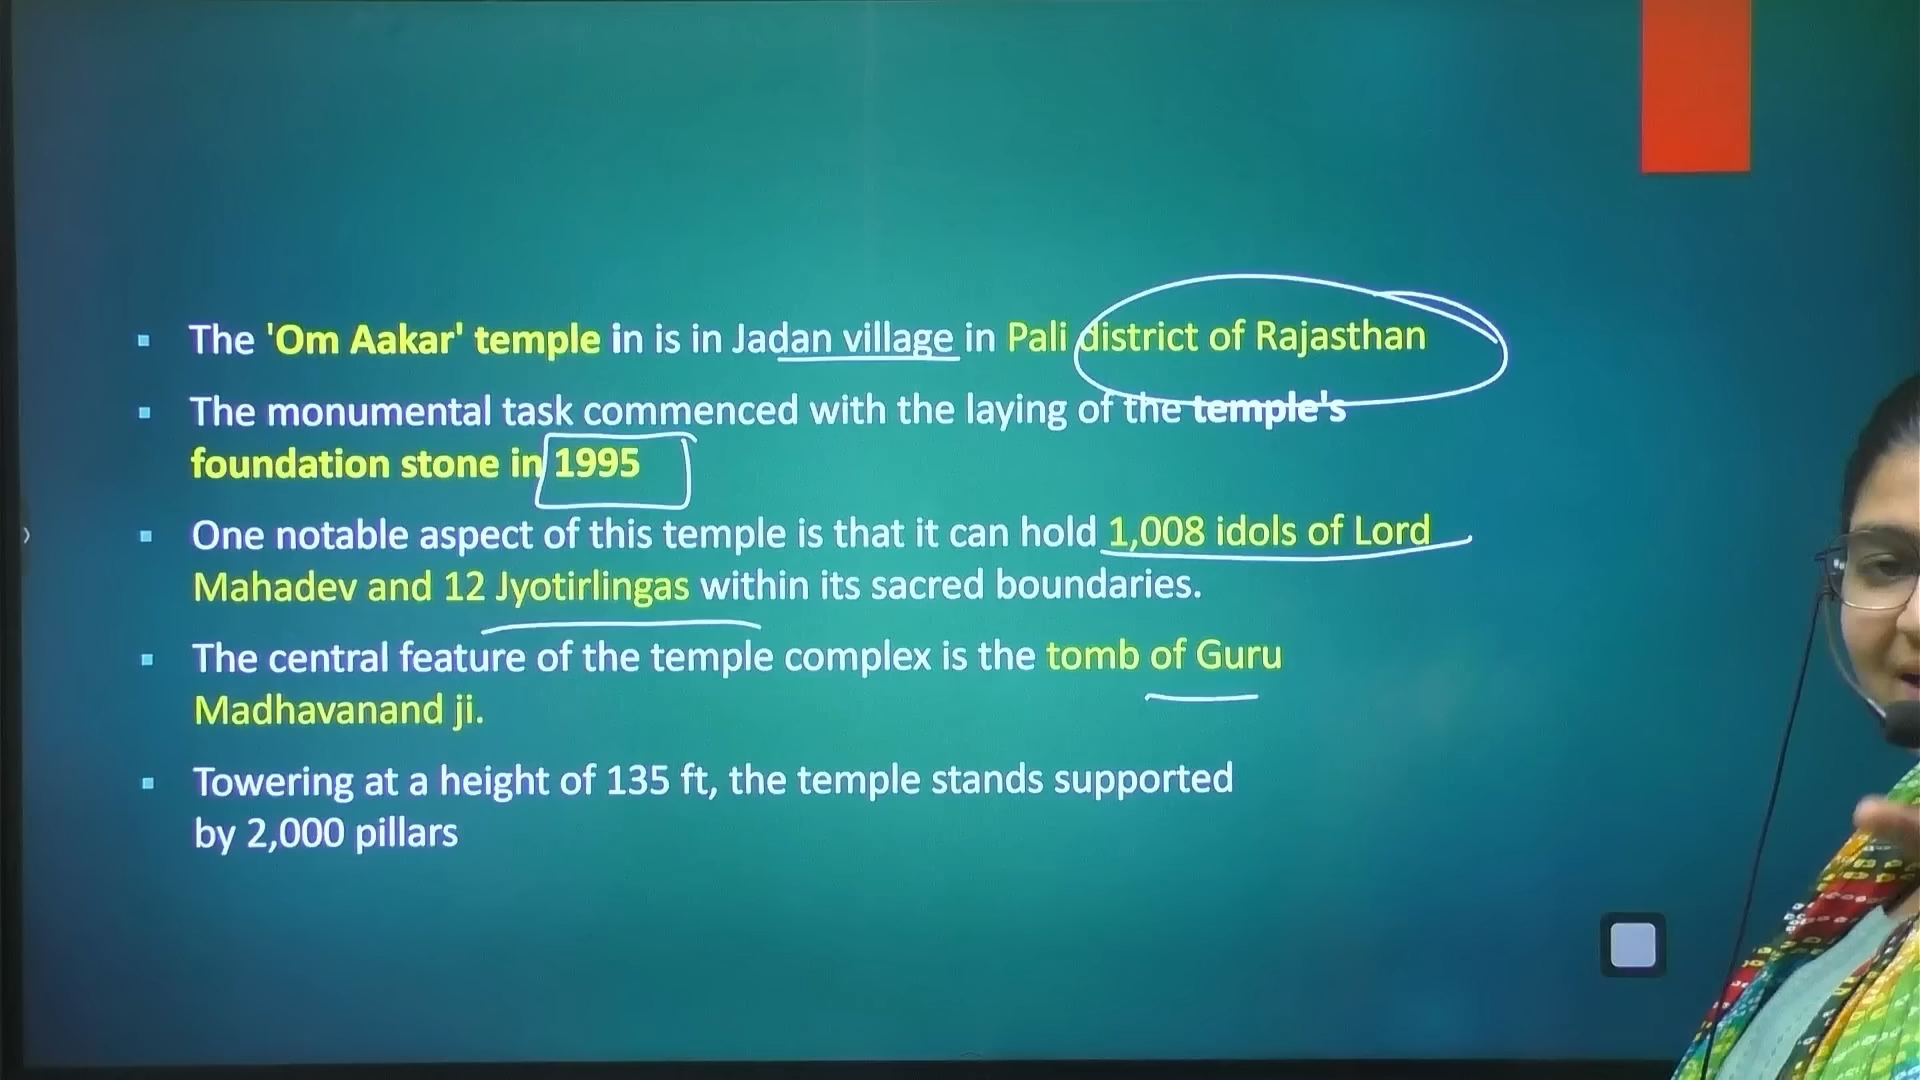 The 'Om Aakar' temple in is in Jadan village in Pali district of Rajasthan
The monumental task commenced with the laying of the temple's
foundation stone in 1995
One notable aspect of this temple is that it can hold 1,008 idols of Lord
Mahadev and 12 Jyotirlingas within its sacred boundaries.
The central feature of the temple complex is the tomb of Guru
Madhavanand ji.
Towering at a height of 135 ft, the temple stands supported
by 2,000 pillars